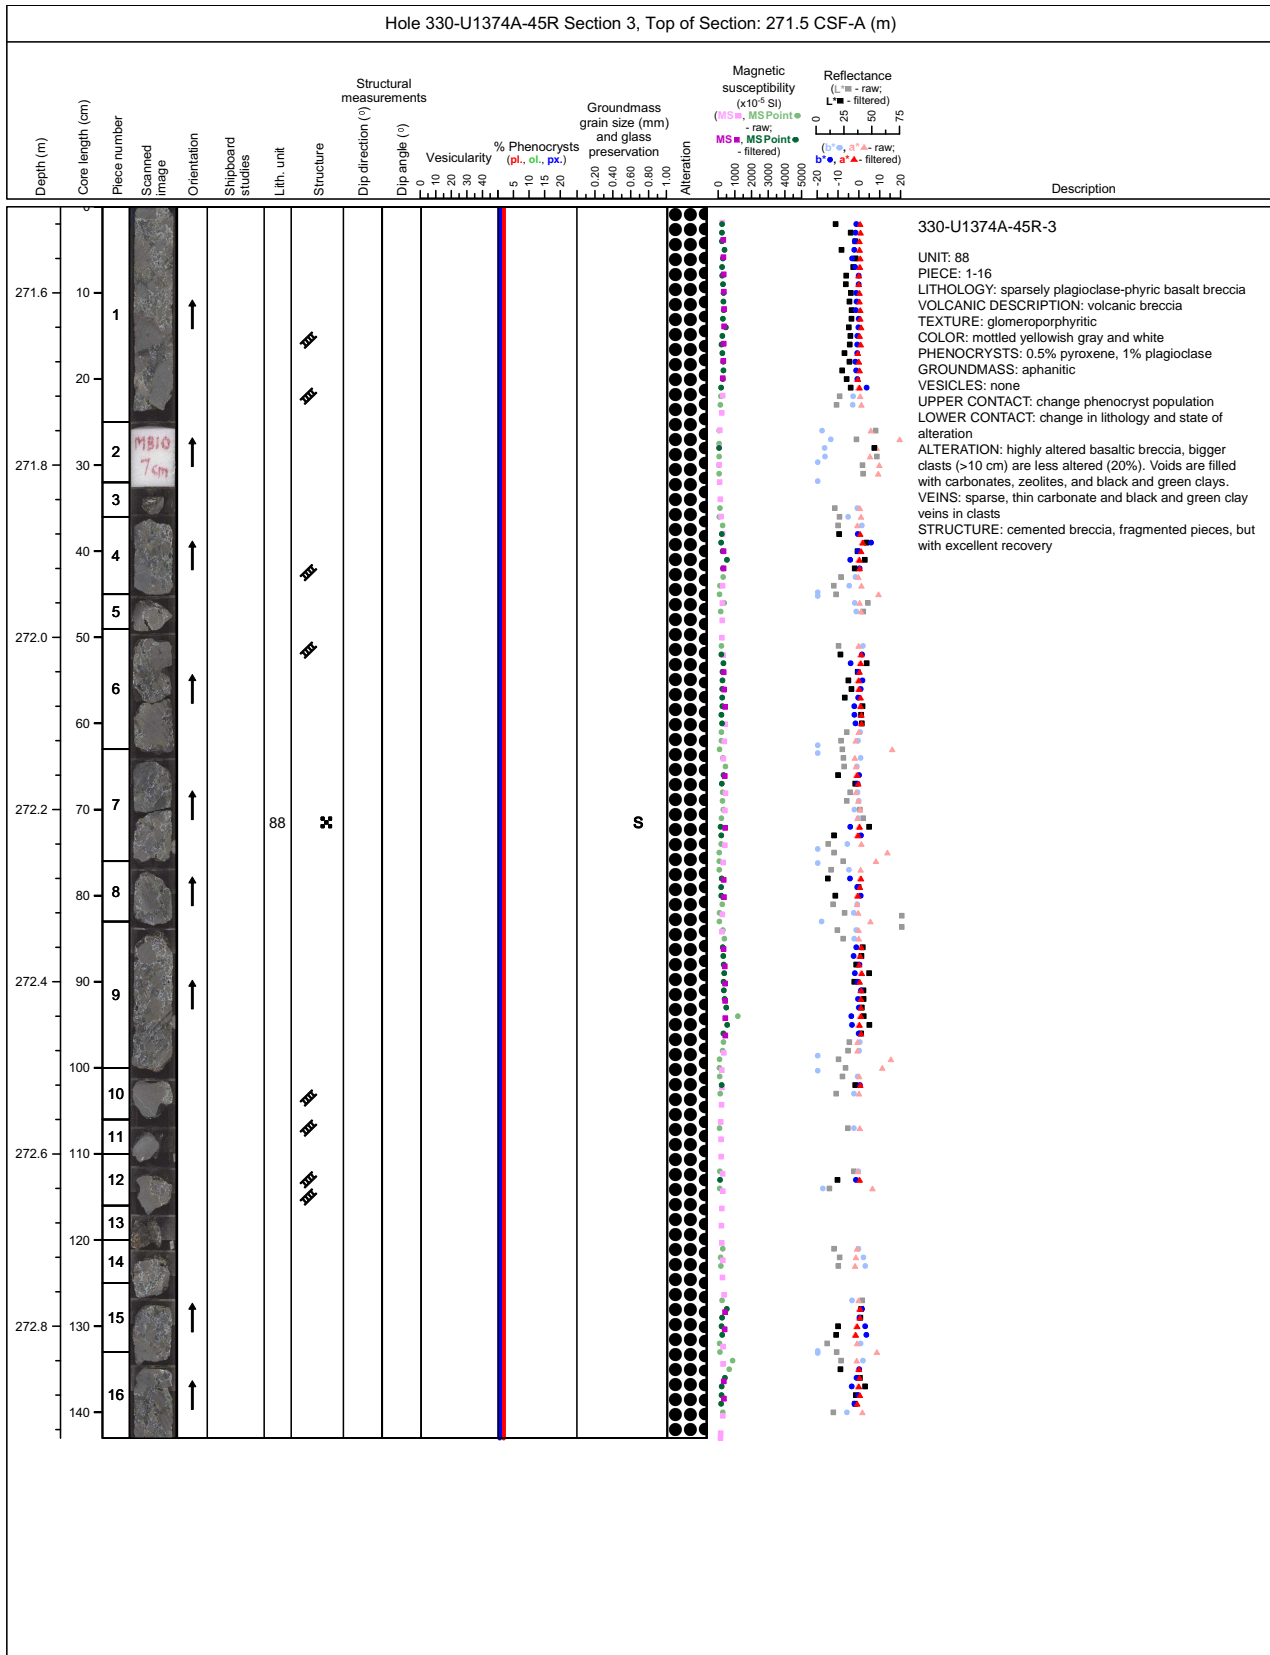 Hole 330-U1374A-45R Section 3, Top of Section: 271.5 CSF-A (m)
Depth (m)
Core length (cm)
Piece number
Scanned image
Orientation
Shipboard studies
Lith. unit
Structure
Structural measurements
Dip direction (°)
Dip angle (°)
Vesicularity
0 10 20 30 40
% Phenocrysts
(pl., ol., px.)
5 10 15 20
Groundmass grain size (mm) and glass preservation
0.20 0.40 0.60 0.80 1.00
Alteration
Magnetic susceptibility
(x10-5 SI)
(MS■, MSPoint●
- raw;
MS■, MSPoint●
- filtered)
0 1000 2000 3000 4000 5000
Reflectance
(L*■ - raw;
L*■ - filtered)
0 25 50 75
(b*●, a*▲- raw;
b*●, a*▲- filtered)
-20 -10 0 10 20
Description
330-U1374A-45R-3
UNIT: 88
PIECE: 1-16
LITHOLOGY: sparsely plagioclase-phyric basalt breccia
VOLCANIC DESCRIPTION: volcanic breccia
TEXTURE: glomeroporphyritic
COLOR: mottled yellowish gray and white
PHENOCRYSTS: 0.5% pyroxene, 1% plagioclase
GROUNDMASS: aphanitic
VESICLES: none
UPPER CONTACT: change phenocryst population
LOWER CONTACT: change in lithology and state of
alteration
ALTERATION: highly altered basaltic breccia, bigger
clasts (>10 cm) are less altered (20%). Voids are filled
with carbonates, zeolites, and black and green clays.
VEINS: sparse, thin carbonate and black and green clay
veins in clasts
STRUCTURE: cemented breccia, fragmented pieces, but
with excellent recovery
0
271.6
10
1
20
MBIO
7cm
2
271.8
30
3
40
4
5
272.0
50
6
60
272.2
70
7
88
S
80
8
272.4
90
9
100
10
11
272.6
110
12
13
120
14
15
272.8
130
16
140